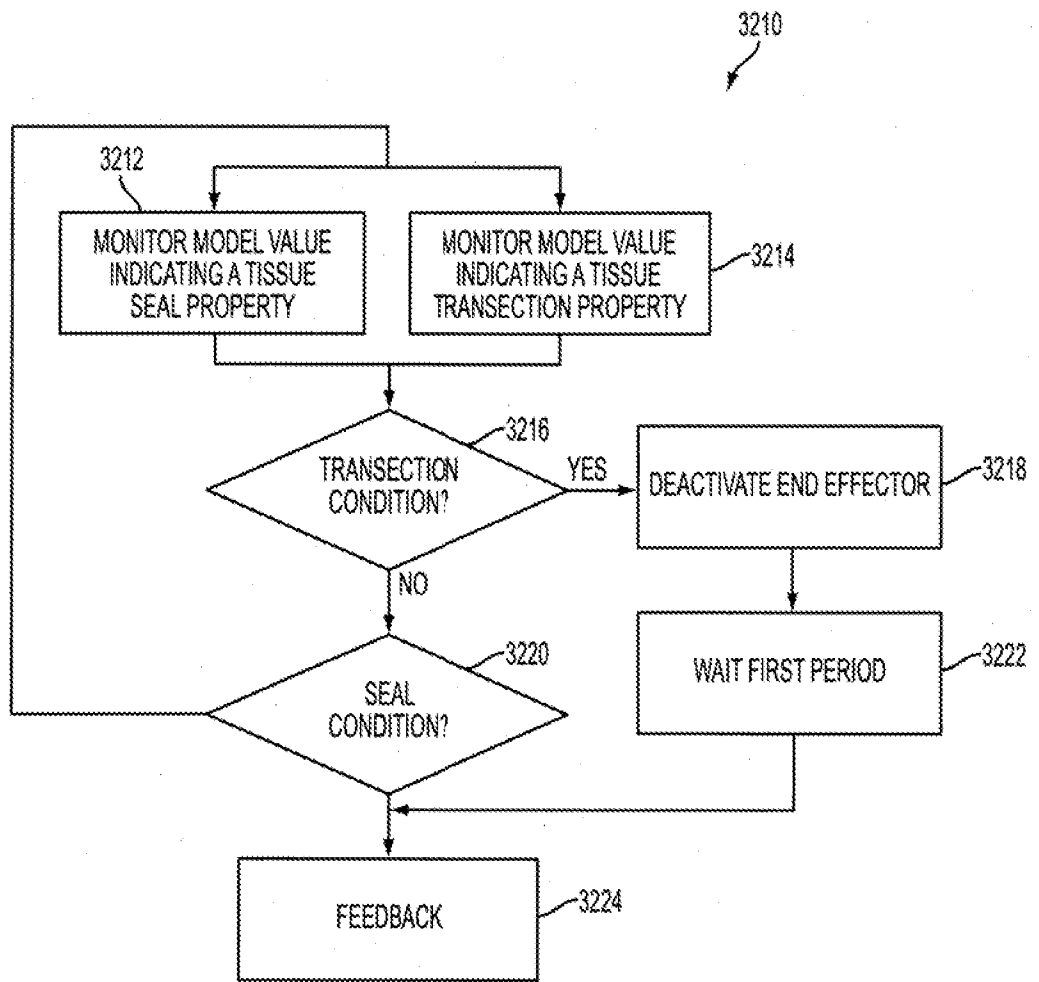 3210
3212
MONITOR MODEL VALUE
INDICATING A TISSUE
SEAL PROPERTY
MONITOR MODEL VALUE
INDICATING A TISSUE
TRANSECTION PROPERTY
3214
TRANSECTION
CONDITION?
3216
YES
DEACTIVATE END EFFECTOR
3218
NO
SEAL
CONDITION?
3220
WAIT FIRST PERIOD
3222
FEEDBACK
3224